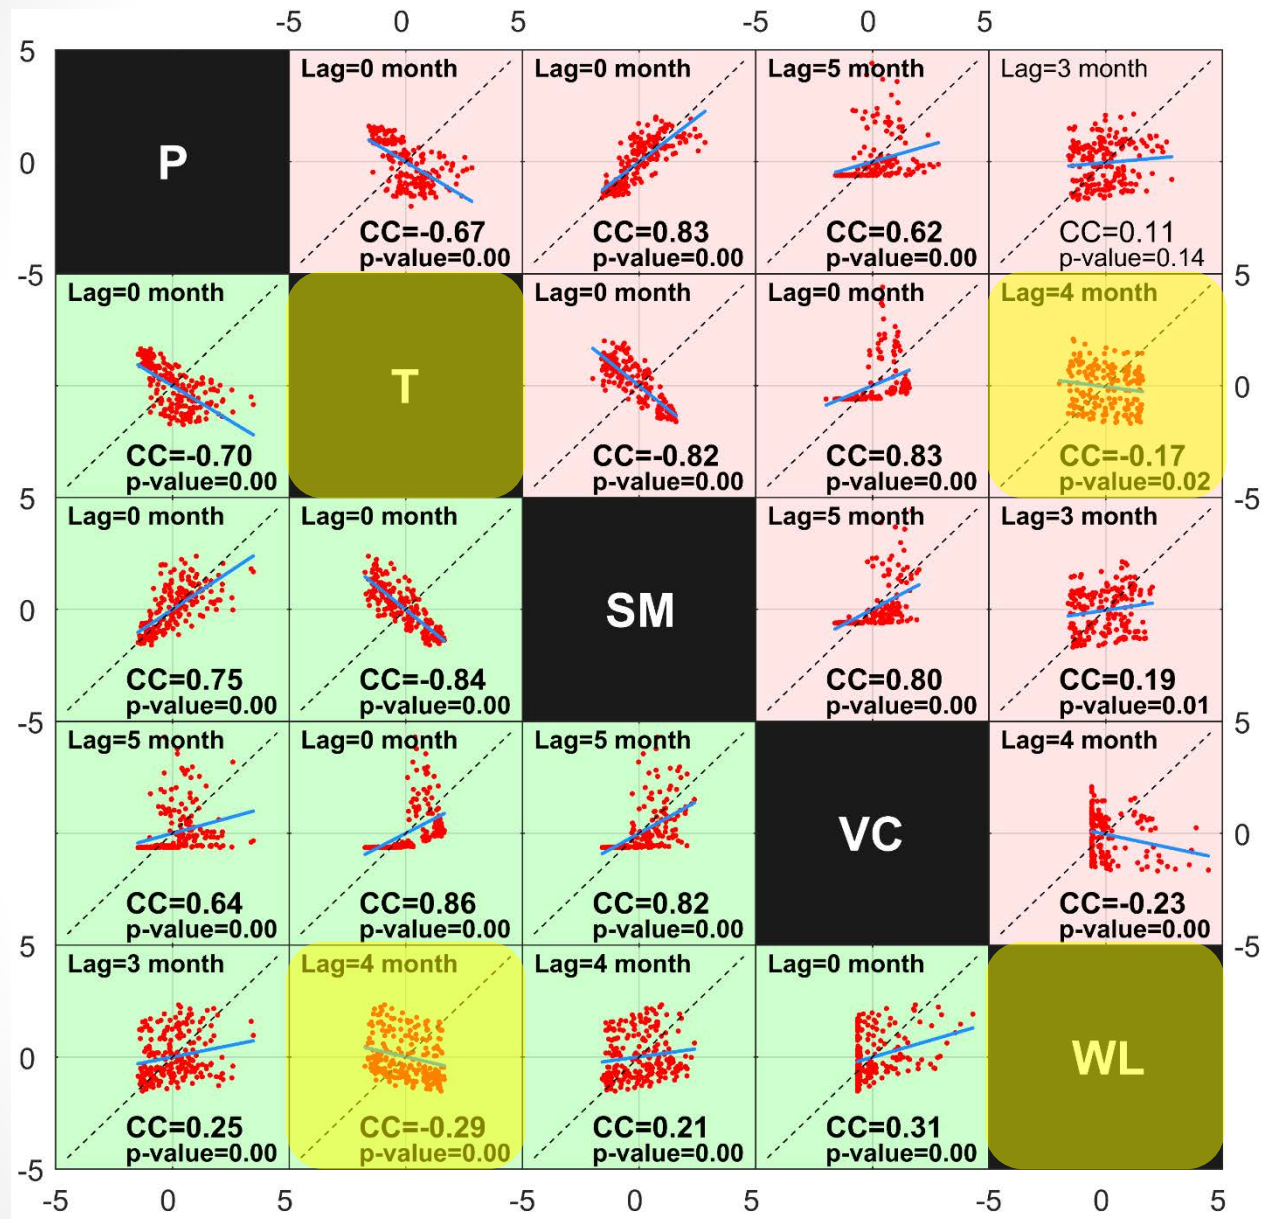 -5 0 5 -5 0 5
5
P
Lag=0 month
CC=-0.67
p-value=0.00
Lag=0 month
CC=0.83
p-value=0.00
Lag=5 month
CC=0.62
p-value=0.00
Lag=3 month
CC=0.11
p-value=0.14
0
-5
5
Lag=0 month
CC=-0.70
p-value=0.00
T
Lag=0 month
CC=-0.82
p-value=0.00
Lag=0 month
CC=0.83
p-value=0.00
Lag=4 month
CC=-0.17
p-value=0.02
0
5
-5
Lag=0 month
CC=0.75
p-value=0.00
Lag=0 month
CC=-0.84
p-value=0.00
SM
Lag=5 month
CC=0.80
p-value=0.00
Lag=3 month
CC=0.19
p-value=0.01
0
-5
5
Lag=5 month
CC=0.64
p-value=0.00
Lag=0 month
CC=0.86
p-value=0.00
Lag=5 month
CC=0.82
p-value=0.00
VC
Lag=4 month
CC=-0.23
p-value=0.00
0
5
-5
Lag=3 month
CC=0.25
p-value=0.00
Lag=4 month
CC=-0.29
p-value=0.00
Lag=4 month
CC=0.21
p-value=0.00
Lag=0 month
CC=0.31
p-value=0.00
WL
0
-5
-5 0 5 -5 0 5 -5 0 5